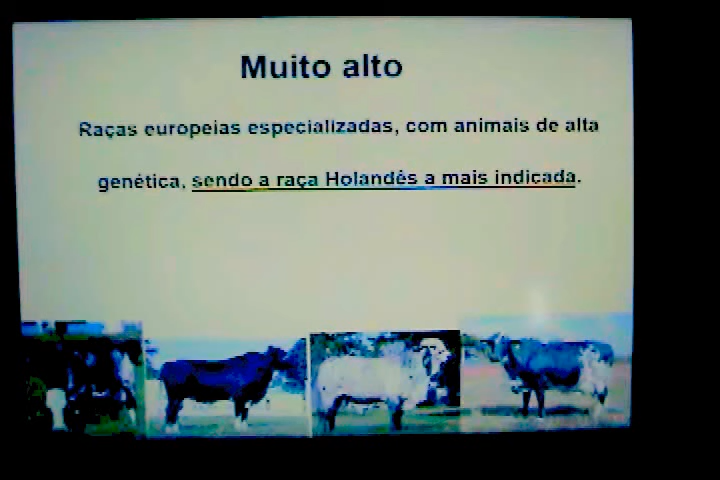 Muito alto
Raças europeias especializadas, com animais de alta
genética, sendo a raça Holandês a mais indicada.